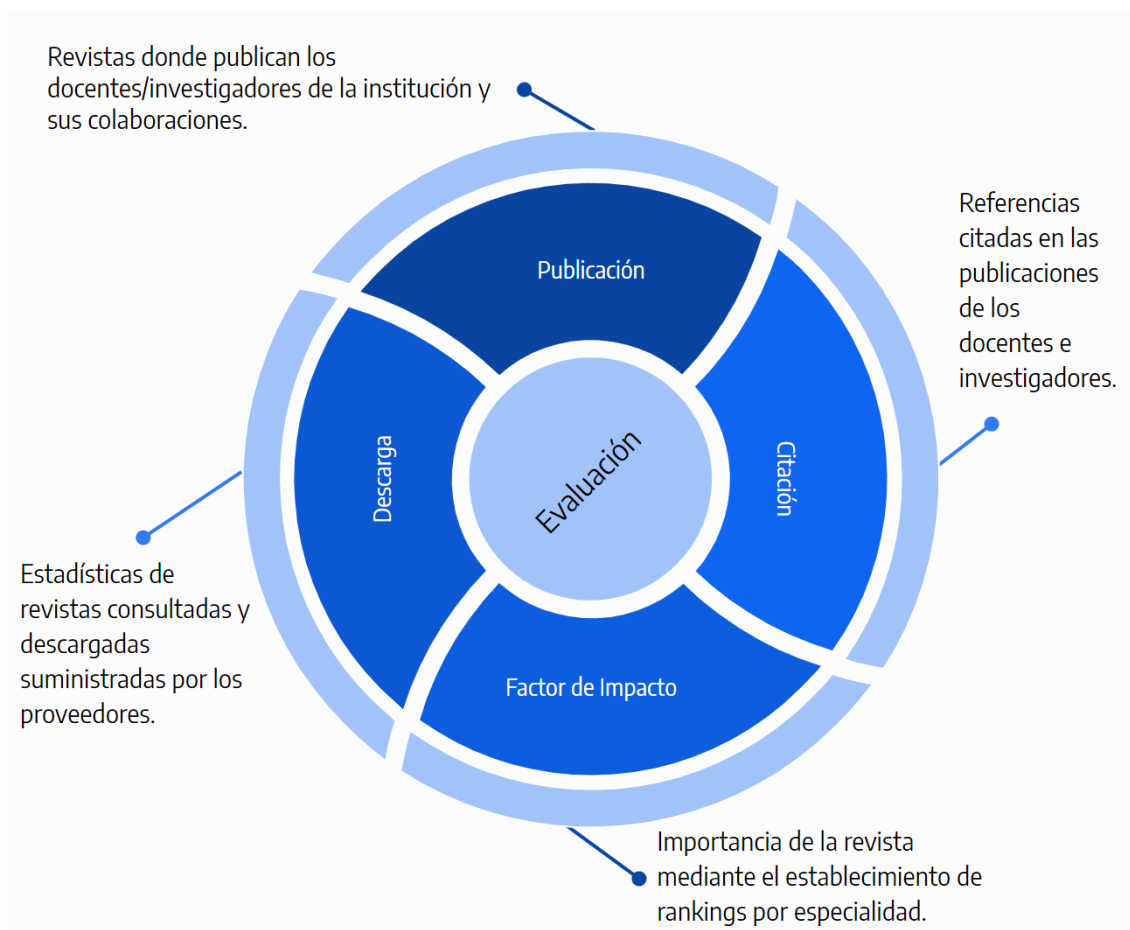 Revistas donde publican los
docentes/investigadores de la institución y
sus colaboraciones.
Publicación
Referencias
citadas en las
publicaciones
de los
docentes e
investigadores.
Citación
Evaluación
Descarga
Estadísticas de
revistas consultadas y
descargadas
suministradas por los
proveedores.
Factor de Impacto
Importancia de la revista
mediante el establecimiento de
rankings por especialidad.